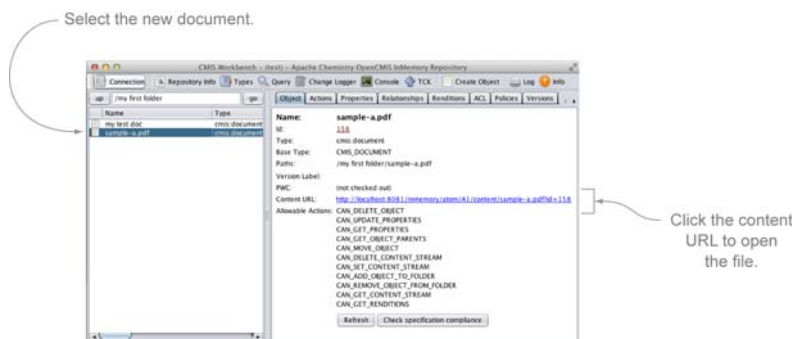 Select the new document.
CMIS Workbench - (test) - Apache Chemistry OpenCMIS InMemory Repository
Connection Repository Info Types Query Change Logger Console TCK Create Object Log Info
up /my first folder go
Name Type
my test doc cmis:document
sample-a.pdf cmis:document
Object Actions Properties Relationships Renditions ACL Policies Versions
Name: sample-a.pdf
Id: 158
Type: cmis:document
Base Type: CMIS_DOCUMENT
Paths: /my first folder/sample-a.pdf
Version Label:
PWC: (not checked out)
Content URL: http://localhost:8081/inmemory/atom/A1/content/sample-a.pdf?id=158
Allowable Actions: CAN_DELETE_OBJECT
CAN_UPDATE_PROPERTIES
CAN_GET_PROPERTIES
CAN_GET_OBJECT_PARENTS
CAN_MOVE_OBJECT
CAN_DELETE_CONTENT_STREAM
CAN_SET_CONTENT_STREAM
CAN_ADD_OBJECT_TO_FOLDER
CAN_REMOVE_OBJECT_FROM_FOLDER
CAN_GET_CONTENT_STREAM
CAN_GET_RENDITIONS
Refresh Check specification compliance
Click the content
URL to open
the file.